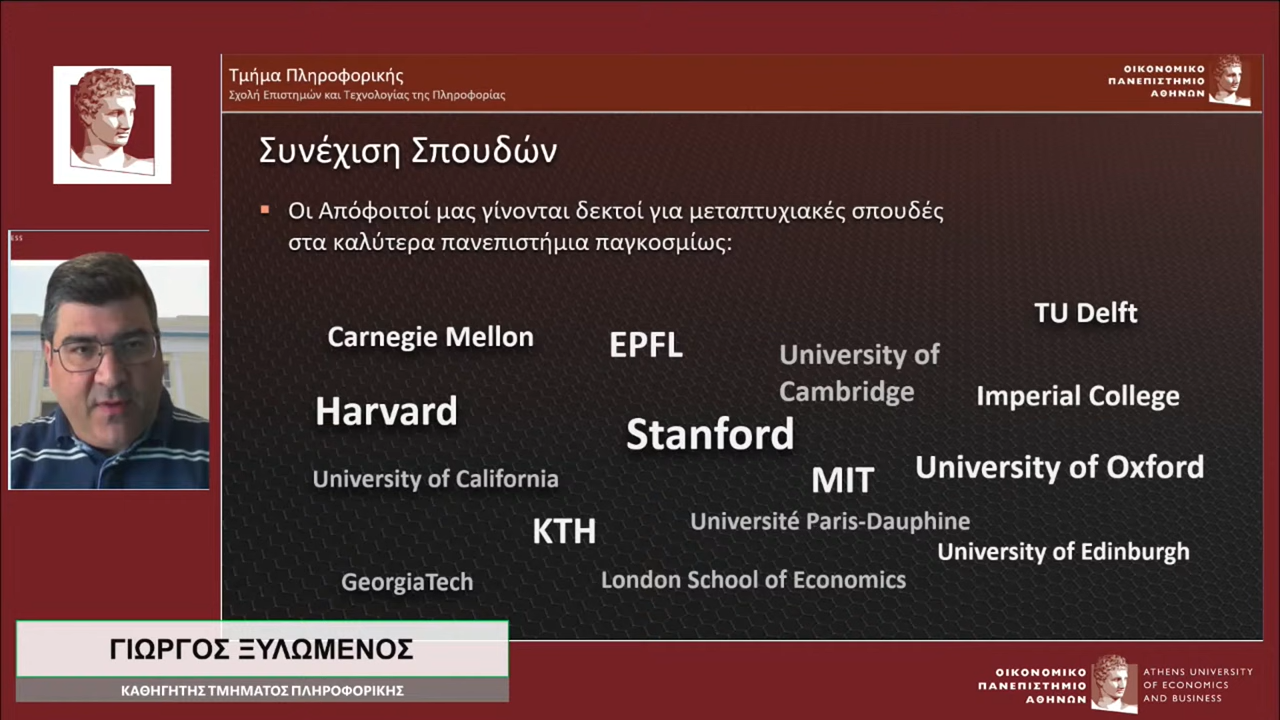 Τμήμα Πληροφορικής
Σχολή Επιστημών και Τεχνολογίας της Πληροφορίας
ΟΙΚΟΝΟΜΙΚΟ
ΠΑΝΕΠΙΣΤΗΜΙΟ
ΑΘΗΝΩΝ
Συνέχιση Σπουδών
▪ Οι Απόφοιτοί μας γίνονται δεκτοί για μεταπτυχιακές σπουδές
στα καλύτερα πανεπιστήμια παγκοσμίως:
ESS
TU Delft
Carnegie Mellon
EPFL
University of
Cambridge
Imperial College
Harvard
Stanford
University of Oxford
University of California
MIT
Université Paris-Dauphine
KTH
University of Edinburgh
GeorgiaTech
London School of Economics
ΓΙΩΡΓΟΣ ΞΥΛΩΜΕΝΟΣ
ΚΑΘΗΓΗΤΗΣ ΤΜΗΜΑΤΟΣ ΠΛΗΡΟΦΟΡΙΚΗΣ
ΟΙΚΟΝΟΜΙΚΟ
ΠΑΝΕΠΙΣΤΗΜΙΟ
ΑΘΗΝΩΝ
ATHENS UNIVERSITY
OF ECONOMICS
AND BUSINESS